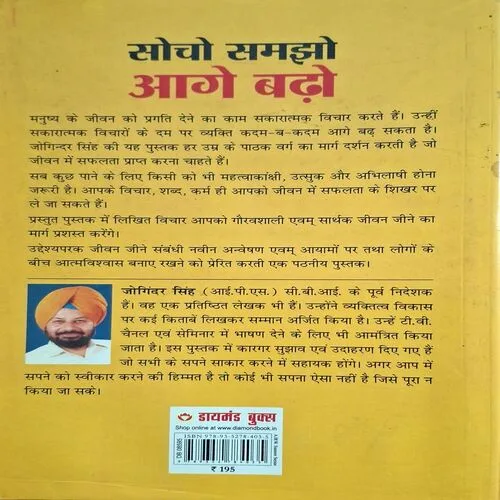 सोचो समझो
आगे बढ़ो
मनुष्य के जीवन को प्रगति देने का काम सकारात्मक विचार करते हैं। उन्हीं
सकारात्मक विचारों के दम पर व्यक्ति कदम-ब-कदम आगे बढ़ सकता है।
जोगिन्दर सिंह की यह पुस्तक हर उम्र के पाठक वर्ग का मार्ग दर्शन करती है जो
जीवन में सफलता प्राप्त करना चाहते हैं।
सब कुछ पाने के लिए किसी को भी महत्वाकांक्षी, उत्सुक और अभिलाषी होना
जरूरी है। आपके विचार, शब्द, कर्म ही आपको जीवन में सफलता के शिखर पर
ले जा सकते हैं।
प्रस्तुत पुस्तक में लिखित विचार आपको गौरवशाली एवम् सार्थक जीवन जीने का
मार्ग प्रशस्त करेंगे।
उद्देश्यपरक जीवन जीने संबंधी नवीन अन्वेषण एवम् आयामों पर तथा लोगों के
बीच आत्मविश्वास बनाए रखने को प्रेरित करती एक पठनीय पुस्तक।
जोगिंदर सिंह (आई.पी.एस.) सी.बी.आई. के पूर्व निदेशक
हैं। वह एक प्रतिष्ठित लेखक भी हैं। उन्होंने व्यक्तित्व विकास
पर कई किताबें लिखकर सम्मान अर्जित किया है। उन्हें टी.वी.
चैनल एवं सेमिनार में भाषण देने के लिए भी आमंत्रित किया
जाता है। इस पुस्तक में कारगर सुझाव एवं उदाहरण दिए गए हैं
जो सभी के सपने साकार करने में सहायक होंगे। अगर आप में
सपने को स्वीकार करने की हिम्मत है तो कोई भी सपना ऐसा नहीं है जिसे पूरा न
किया जा सके।
डायमंड बुक्स
Shop online at www.diamondbook.in
ISBN 978-93-5278-403-5
₹ 195